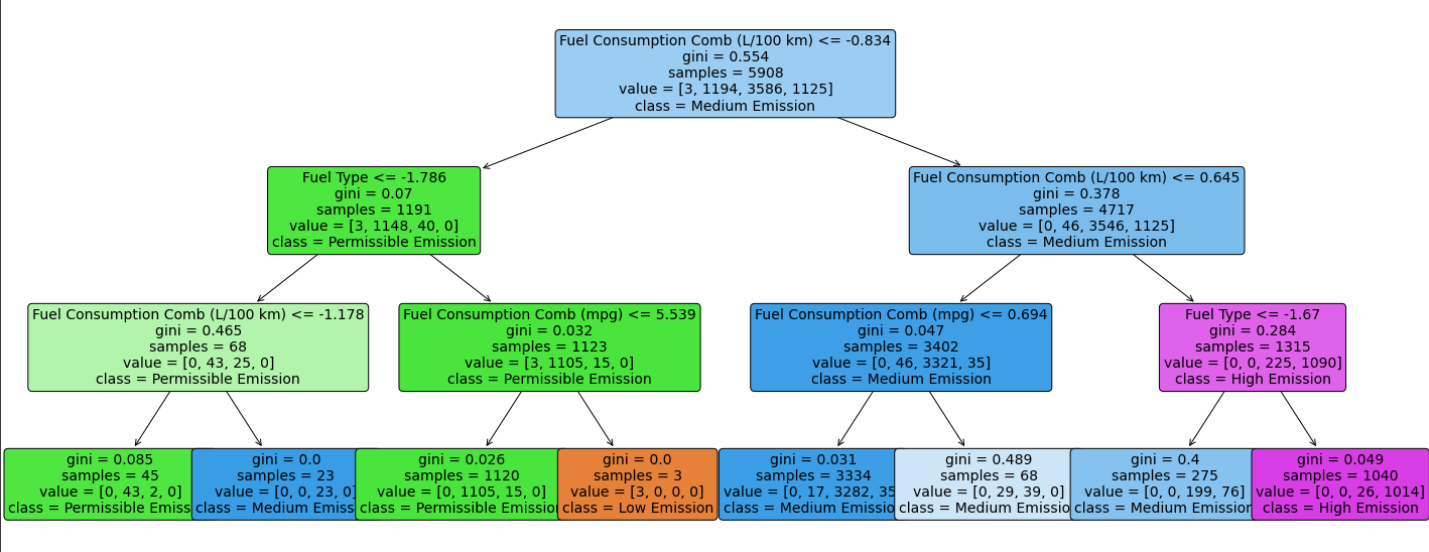 Fuel Consumption Comb (L/100 km) <= -0.834
gini = 0.554
samples = 5908
value = [3, 1194, 3586, 1125]
class = Medium Emission
Fuel Type <= -1.786
gini = 0.07
samples = 1191
value = [3, 1148, 40, 0]
class = Permissible Emission
Fuel Consumption Comb (L/100 km) <= 0.645
gini = 0.378
samples = 4717
value = [0, 46, 3546, 1125]
class = Medium Emission
Fuel Consumption Comb (L/100 km) <= -1.178
gini = 0.465
samples = 68
value = [0, 43, 25, 0]
class = Permissible Emission
Fuel Consumption Comb (mpg) <= 5.539
gini = 0.032
samples = 1123
value = [3, 1105, 15, 0]
class = Permissible Emission
Fuel Consumption Comb (mpg) <= 0.694
gini = 0.047
samples = 3402
value = [0, 46, 3321, 35]
class = Medium Emission
Fuel Type <= -1.67
gini = 0.284
samples = 1315
value = [0, 0, 225, 1090]
class = High Emission
gini = 0.085
samples = 45
value = [0, 43, 2, 0]
class = Permissible Emiss
gini = 0.0
samples = 23
value = [0, 0, 23, 0]
class = Medium Emiss
gini = 0.026
samples = 1120
value = [0, 1105, 15, 0]
class = Permissible Emission
gini = 0.0
samples = 3
value = [3, 0, 0, 0]
class = Low Emission
gini = 0.031
samples = 3334
value = [0, 17, 3282, 35
class = Medium Emissio
gini = 0.489
samples = 68
value = [0, 29, 39, 0]
class = Medium Emissio
gini = 0.4
samples = 275
value = [0, 0, 199, 76]
class = Medium Emission
gini = 0.049
samples = 1040
value = [0, 0, 26, 1014]
class = High Emission